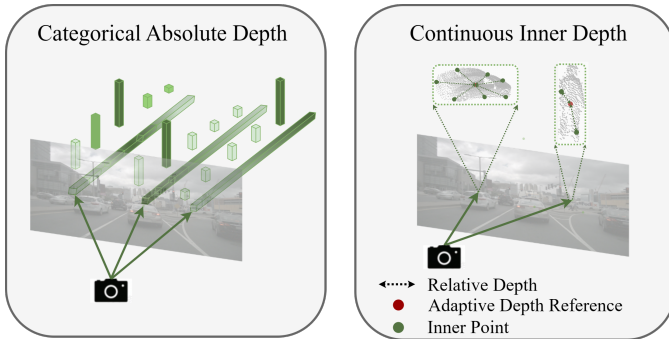 Categorical Absolute Depth
Continuous Inner Depth
Relative Depth
Adaptive Depth Reference
Inner Point